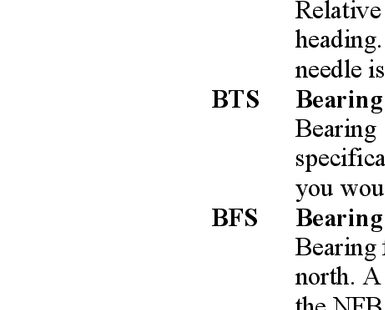 Relative
heading.
needle is
BTS Bearing
Bearing
specifica
you wou
BFS Bearing
Bearing f
north. A
the NFB